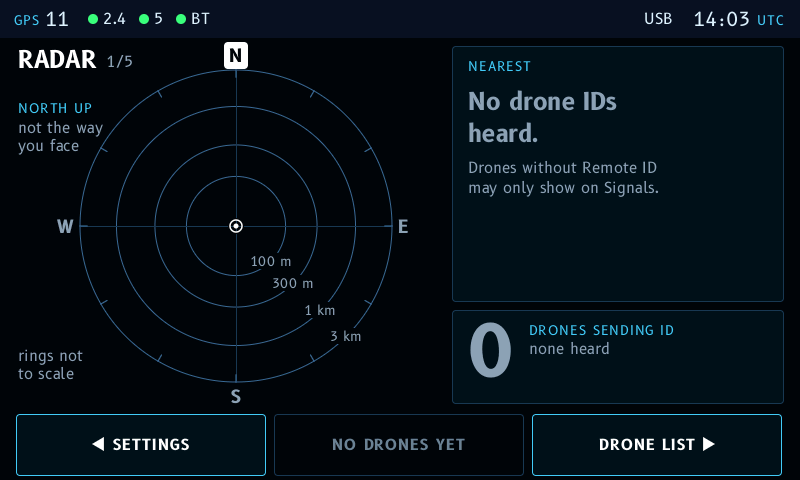 GPS 11 2.4 5 BT USB 14:03 UTC
RADAR 1/5
N
NORTH UP
not the way
you face
W
E
100 m
300 m
1 km
3 km
rings not
to scale
S
NEAREST
No drone IDs
heard.
Drones without Remote ID
may only show on Signals.
0
DRONES SENDING ID
none heard
◀ SETTINGS
NO DRONES YET
DRONE LIST ▶